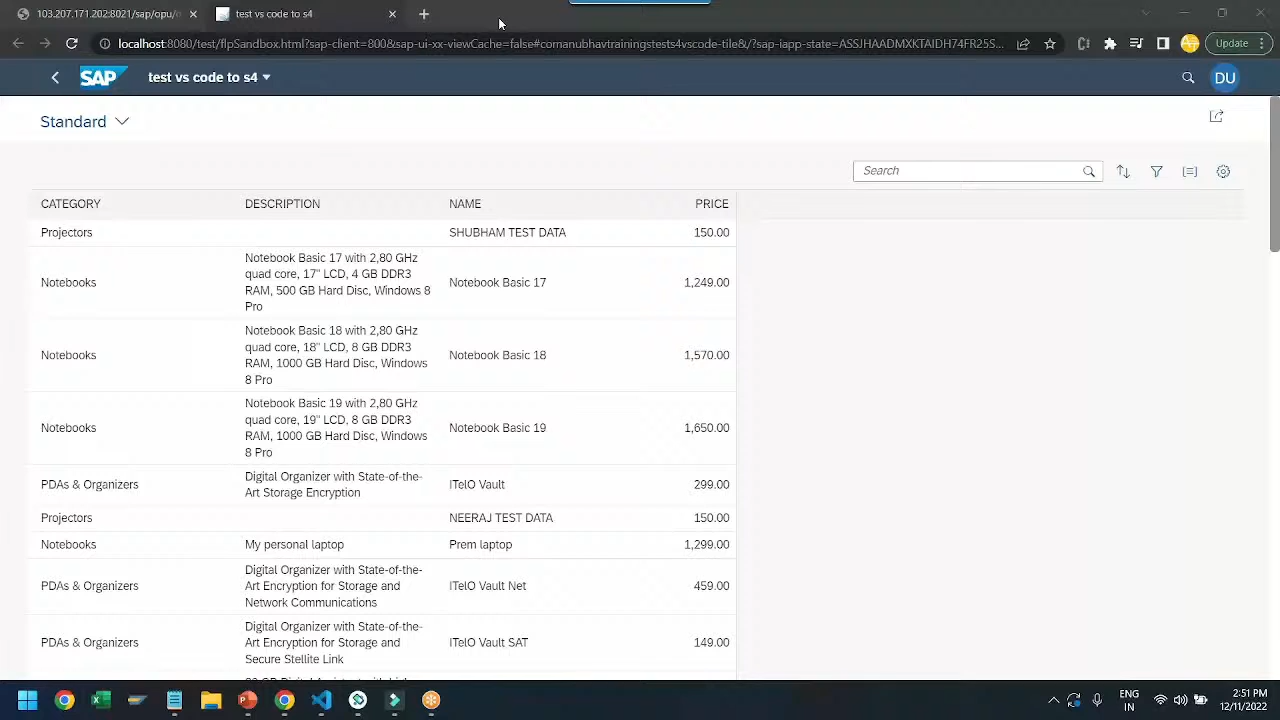 103.207.171.202:8021/sap/opu/o
test vs code to s4
localhost:8080/test/flpSandbox.html?sap-client=800&sap-ui-xx-viewCache=false#comanubhavtrainingstests4vscode-tile&/?sap-iapp-state=ASSJHAADMXKTAIDH74FR25S...
Update
SAP
test vs code to s4
DU
Standard
Search
CATEGORY DESCRIPTION NAME PRICE
Projectors SHUBHAM TEST DATA 150.00
Notebook Basic 17 with 2,80 GHz
quad core, 17" LCD, 4 GB DDR3
Notebooks Notebook Basic 17 1,249.00
RAM, 500 GB Hard Disc, Windows 8
Pro
Notebook Basic 18 with 2,80 GHz
quad core, 18" LCD, 8 GB DDR3
Notebooks Notebook Basic 18 1,570.00
RAM, 1000 GB Hard Disc, Windows
8 Pro
Notebook Basic 19 with 2,80 GHz
quad core, 19" LCD, 8 GB DDR3
Notebooks Notebook Basic 19 1,650.00
RAM, 1000 GB Hard Disc, Windows
8 Pro
Digital Organizer with State-of-the-
PDAs & Organizers ITelO Vault 299.00
Art Storage Encryption
Projectors NEERAJ TEST DATA 150.00
Notebooks My personal laptop Prem laptop 1,299.00
Digital Organizer with State-of-the-
PDAs & Organizers Art Encryption for Storage and ITelO Vault Net 459.00
Network Communications
Digital Organizer with State-of-the-
PDAs & Organizers Art Encryption for Storage and ITelO Vault SAT 149.00
Secure Stellite Link
ENG
IN
2:51 PM
12/11/2022